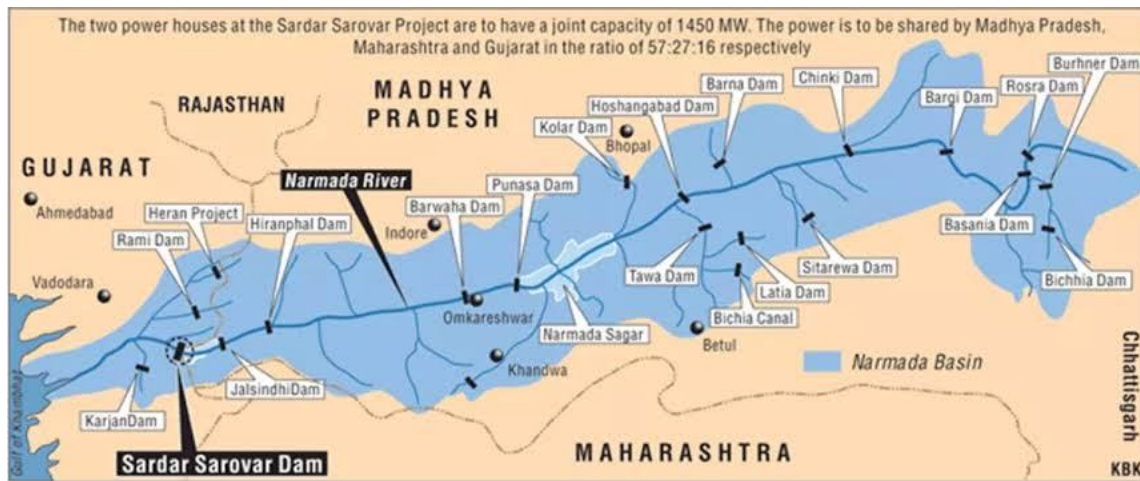 The two power houses at the Sardar Sarovar Project are to have a joint capacity of 1450 MW. The power is to be shared by Madhya Pradesh,
Maharashtra and Gujarat in the ratio of 57:27:16 respectively
Burhner Dam
Chinki Dam
Rosra Dam
Barna Dam
MADHYA
PRADESH
Bargi Dam
RAJASTHAN
Hoshangabad Dam
Kolar Dam
Bhopal
GUJARAT
Narmada River
Punasa Dam
Ahmedabad
Heran Project
Barwaha Dam
Hiranphal Dam
Indore
Basania Dam
Rami Dam
Sitarewa Dam
Tawa Dam
Bichhia Dam
Vadodara
Latia Dam
Omkareshwar
Bichia Canal
Narmada Sagar
Betul
Khandwa
Narmada Basin
JalsindhiDam
Chhattisgarh
KarjanDam
Gulf of Khambhat
MAHARASHTRA
Sardar Sarovar Dam
KBK